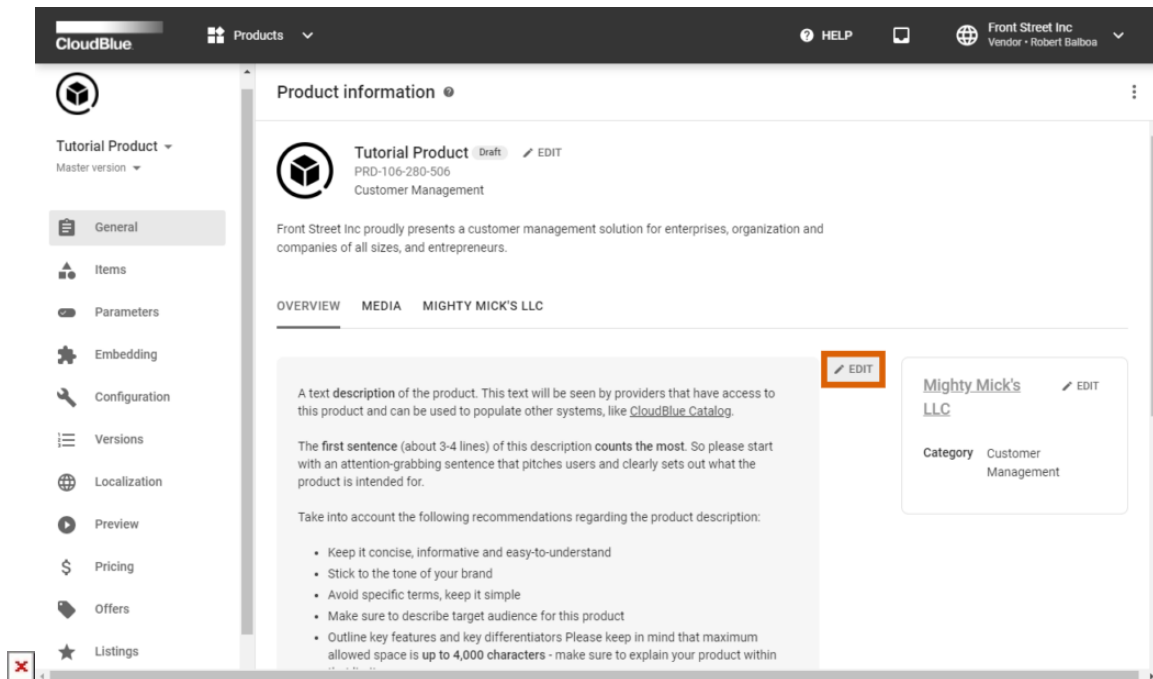 CloudBlue
Products
HELP
Front Street Inc
Vendor • Robert Balboa
Tutorial Product
Master version
General
Items
Parameters
Embedding
Configuration
Versions
Localization
Preview
Pricing
Offers
Listings
Product information
Tutorial Product Draft EDIT
PRD-106-280-506
Customer Management
Front Street Inc proudly presents a customer management solution for enterprises, organization and
companies of all sizes, and entrepreneurs.
OVERVIEW MEDIA MIGHTY MICK'S LLC
EDIT
A text description of the product. This text will be seen by providers that have access to
this product and can be used to populate other systems, like CloudBlue Catalog.
The first sentence (about 3-4 lines) of this description counts the most. So please start
with an attention-grabbing sentence that pitches users and clearly sets out what the
product is intended for.
Take into account the following recommendations regarding the product description:
• Keep it concise, informative and easy-to-understand
• Stick to the tone of your brand
• Avoid specific terms, keep it simple
• Make sure to describe target audience for this product
• Outline key features and key differentiators Please keep in mind that maximum
allowed space is up to 4,000 characters - make sure to explain your product within
Mighty Mick's EDIT
LLC
Category Customer
Management